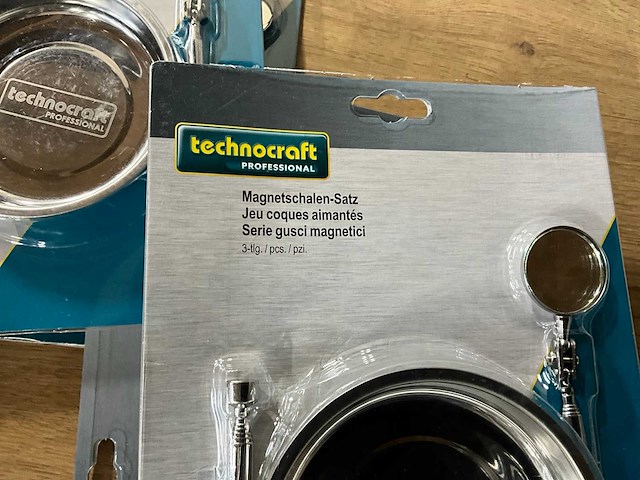 technocraft
PROFESSIONAL
technocraft
PROFESSIONAL
Magnetschalen-Satz
Jeu coques aimantés
Serie gusci magnetici
3-tlg. / pcs. / pzi.